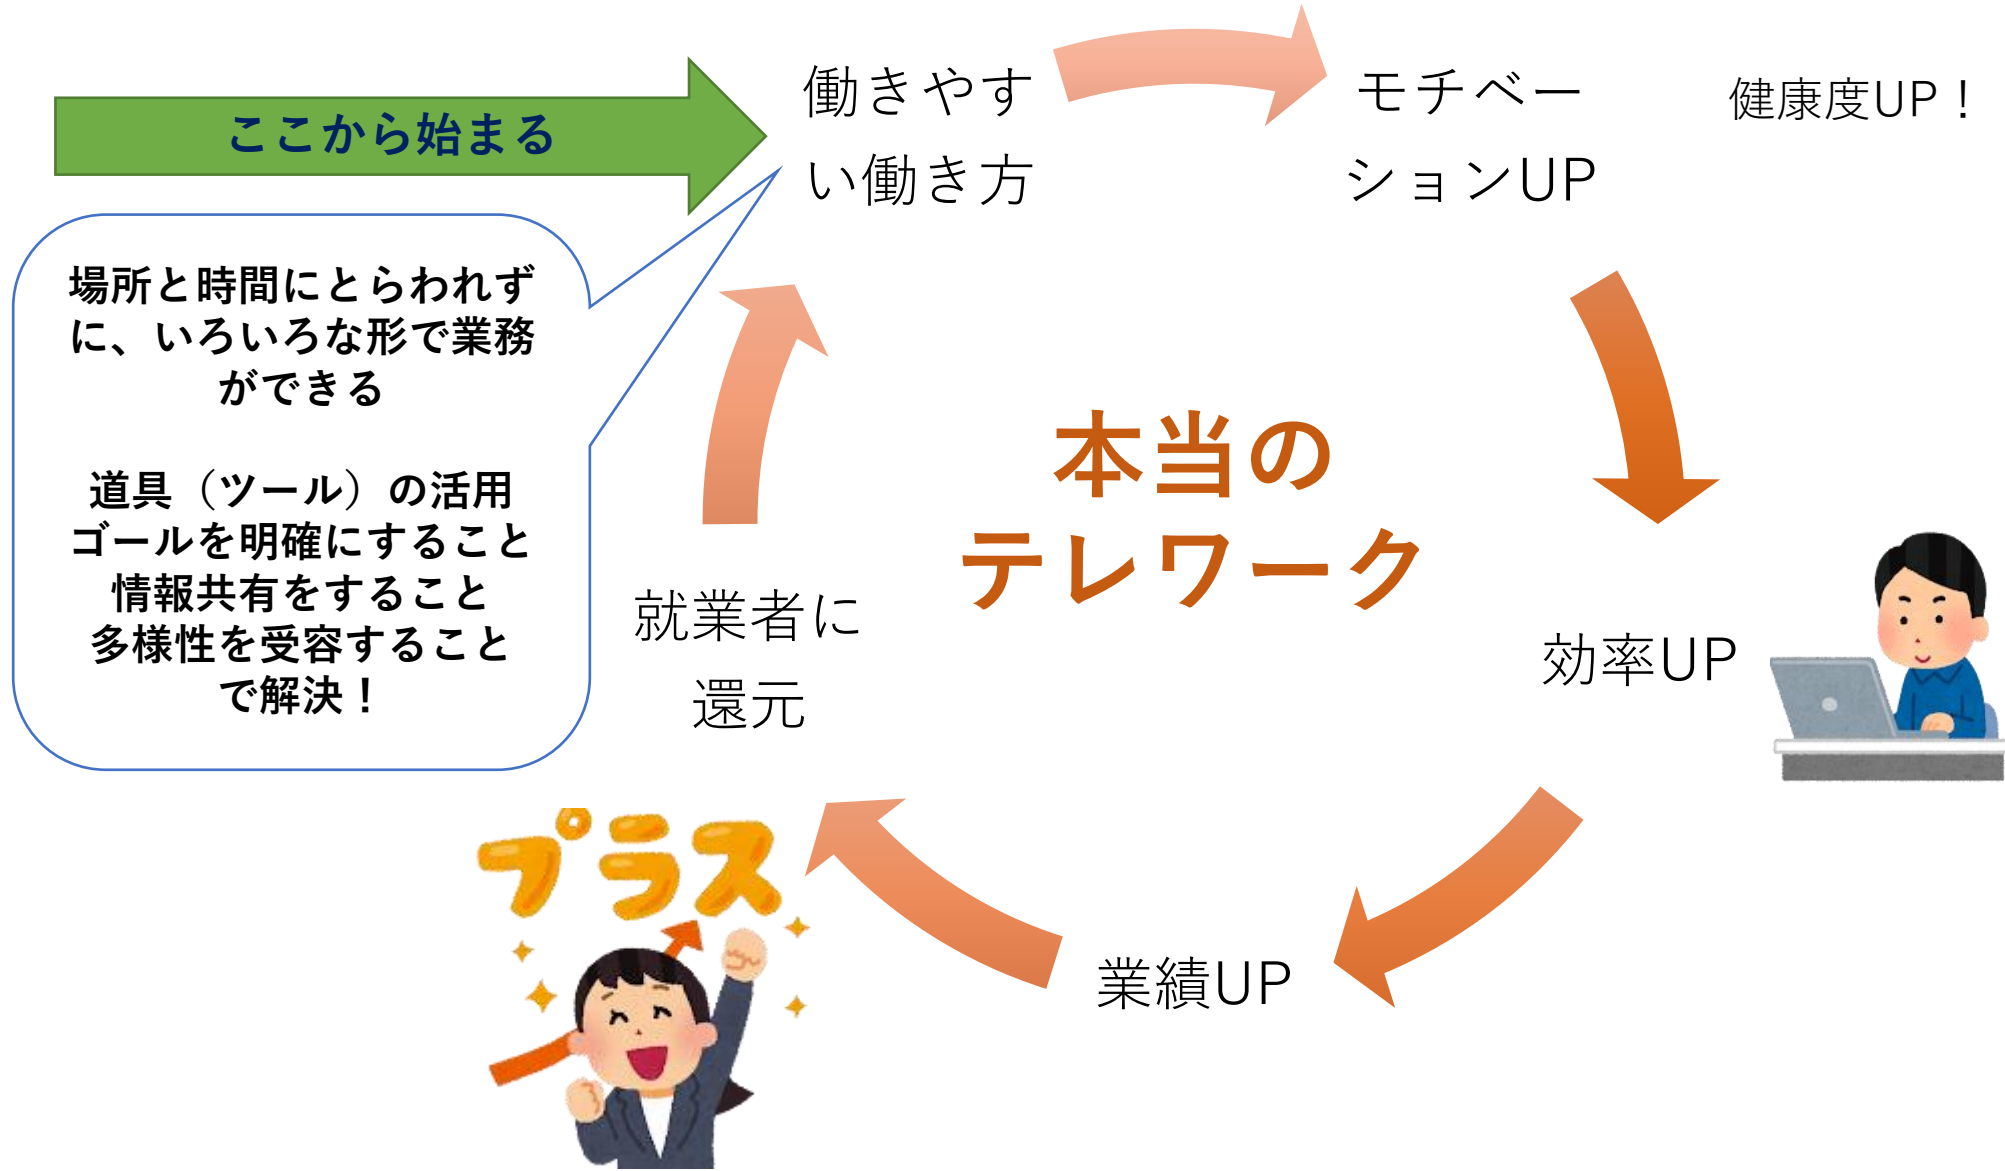 ここから始まる
働きやす
い働き方
モチベー
ションUP
健康度UP！
場所と時間にとらわれず
に、いろいろな形で業務
ができる
道具（ツール）の活用
ゴールを明確にすること
情報共有をすること
多様性を受容すること
で解決！
本当の
テレワーク
就業者に
還元
効率UP
プラス
業績UP